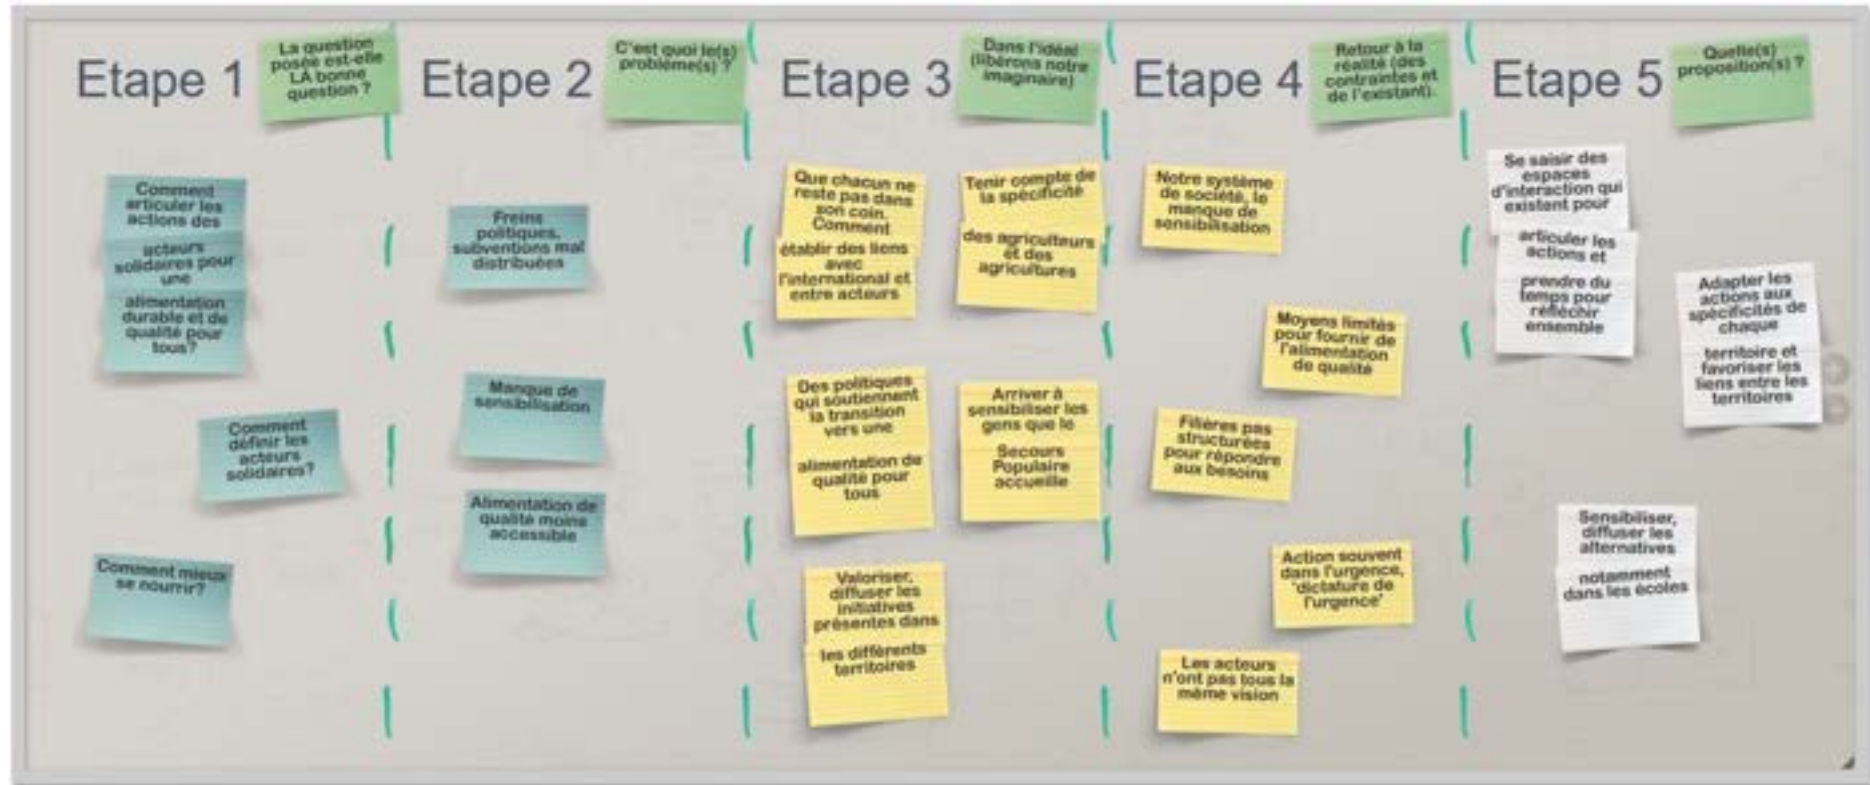 Etape 1
La question
posée est-elle
LA bonne
question ?
Comment
articuler les
actions des
acteurs
solidaires pour
une
alimentation
durable et de
qualité pour
tous?
Comment
définir les
acteurs
solidaires?
Comment mieux
se nourrir?
Etape 2
C'est quoi le(s)
problème(s) ?
Freins
politiques,
subventions mal
distribuées
Manque de
sensibilisation
Alimentation de
qualité moins
accessible
Etape 3
Dans l'idéal
(libérons notre
imaginaire)
Que chacun ne
reste pas dans
son coin.
Comment
établir des liens
avec
l'international et
entre acteurs
Tenir compte de
la spécificité
des agriculteurs
et des
agricultures
Des politiques
qui soutiennent
la transition
vers une
alimentation de
qualité pour
tous
Arriver à
sensibiliser les
gens que le
Secours
Populaire
accueille
Valoriser,
diffuser les
initiatives
présentes dans
les différents
territoires
Etape 4
Retour à la
réalité (des
contraintes et
de l'existant).
Notre système
de société, le
manque de
sensibilisation
Moyens limités
pour fournir de
l'alimentation
de qualité
Filières pas
structurées
pour répondre
aux besoins
Action souvent
dans l'urgence,
'dictature de
l'urgence'
Les acteurs
n'ont pas tous la
même vision
Etape 5
Quelle(s)
proposition(s) ?
Se saisir des
espaces
d'interaction qui
existent pour
articuler les
actions et
prendre du
temps pour
réfléchir
ensemble
Adapter les
actions aux
spécificités de
chaque
territoire et
favoriser les
liens entre les
territoires
Sensibiliser,
diffuser les
alternatives
notamment
dans les écoles